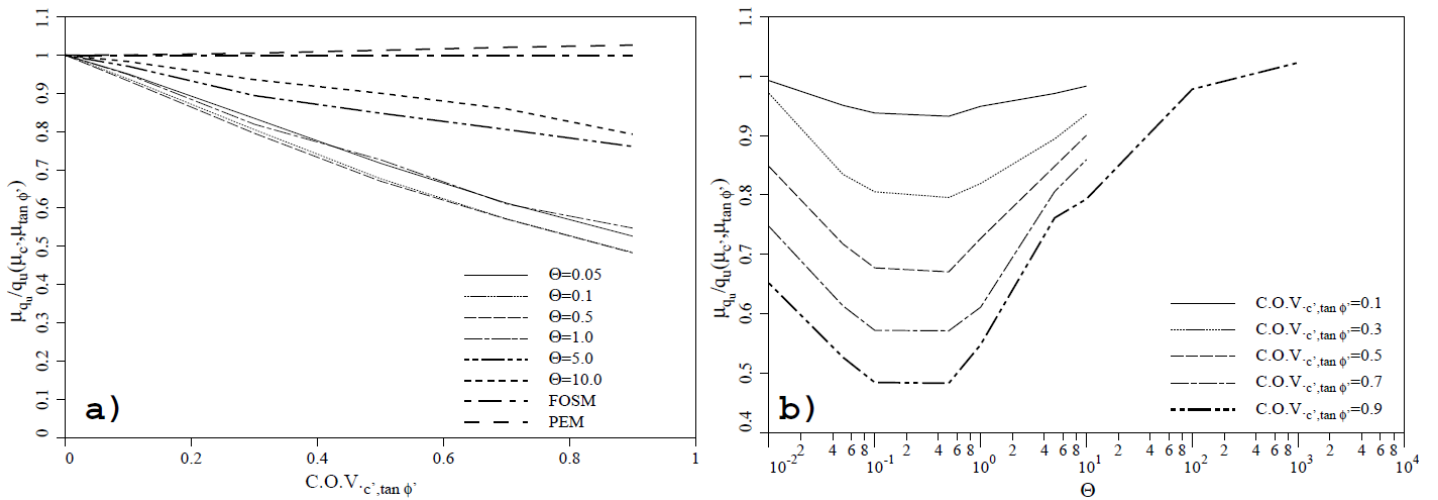 1.1
1
0.9
0.8
0.7
0.6
0.5
0.4
0.3
0.2
0.1
0
μqᵤ/qᵤ(μc',μtan ϕ')
Θ=0.05
Θ=0.1
Θ=0.5
Θ=1.0
Θ=5.0
Θ=10.0
FOSM
PEM
a)
0 0.2 0.4 0.6 0.8 1
C.O.V.c',tan ϕ'
1.1
1
0.9
0.8
0.7
0.6
0.5
0.4
μqᵤ/qᵤ(μc',μtan ϕ')
C.O.V.c',tan ϕ'=0.1
C.O.V.c',tan ϕ'=0.3
C.O.V.c',tan ϕ'=0.5
C.O.V.c',tan ϕ'=0.7
C.O.V.c',tan ϕ'=0.9
b)
4 6 8 2 4 6 8 2 4 6 8 2 4 6 8 2 4 6 8 2 4 6 8
10⁻² 10⁻¹ 10⁰ 10¹ 10² 10³ 10⁴
Θ